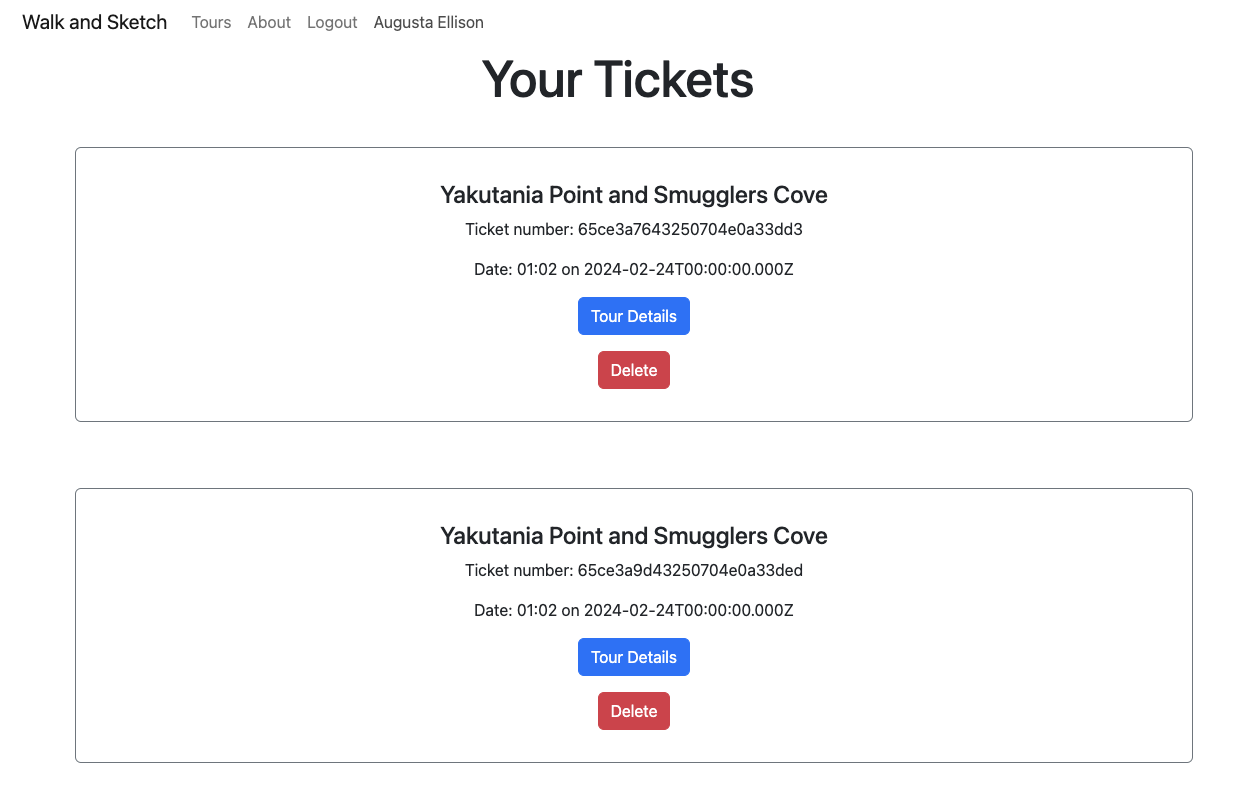 Walk and Sketch Tours About Logout Augusta Ellison
Your Tickets
Yakutania Point and Smugglers Cove
Ticket number: 65ce3a7643250704e0a33dd3
Date: 01:02 on 2024-02-24T00:00:00.000Z
Tour Details
Delete
Yakutania Point and Smugglers Cove
Ticket number: 65ce3a9d43250704e0a33ded
Date: 01:02 on 2024-02-24T00:00:00.000Z
Tour Details
Delete